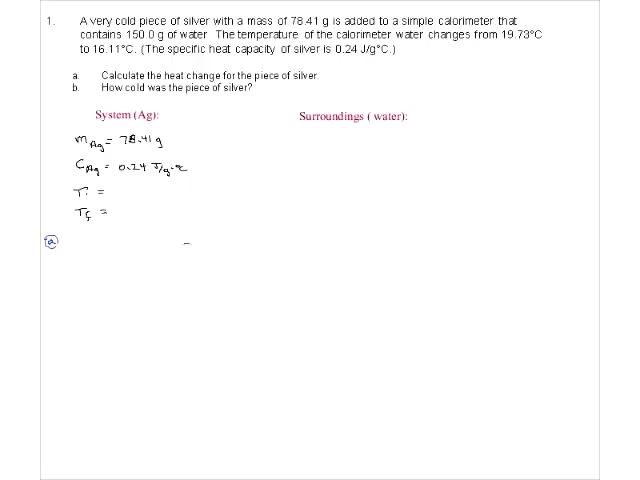 1. A very cold piece of silver with a mass of 78.41 g is added to a simple calorimeter that
contains 150.0 g of water. The temperature of the calorimeter water changes from 19.73°C
to 16.11°C. (The specific heat capacity of silver is 0.24 J/g°C.)
a. Calculate the heat change for the piece of silver.
b. How cold was the piece of silver?
System (Ag): Surroundings ( water):
mAg = 78.41 g
CAg = 0.24 J/g·°C
Ti =
Tf =
a